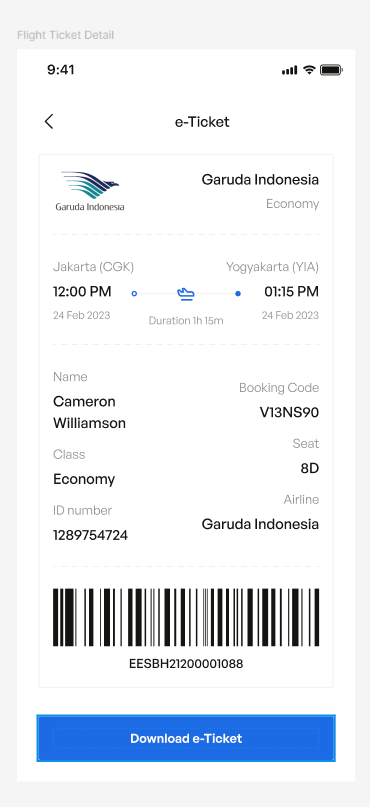 Flight Ticket Detail
9:41
e-Ticket
Garuda Indonesia
Garuda Indonesia
Economy
Jakarta (CGK)
Yogyakarta (YIA)
12:00 PM
01:15 PM
24 Feb 2023
Duration 1h 15m
24 Feb 2023
Name
Cameron
Williamson
Booking Code
V13NS90
Class
Economy
Seat
8D
ID number
1289754724
Airline
Garuda Indonesia
EESBH21200001088
Download e-Ticket